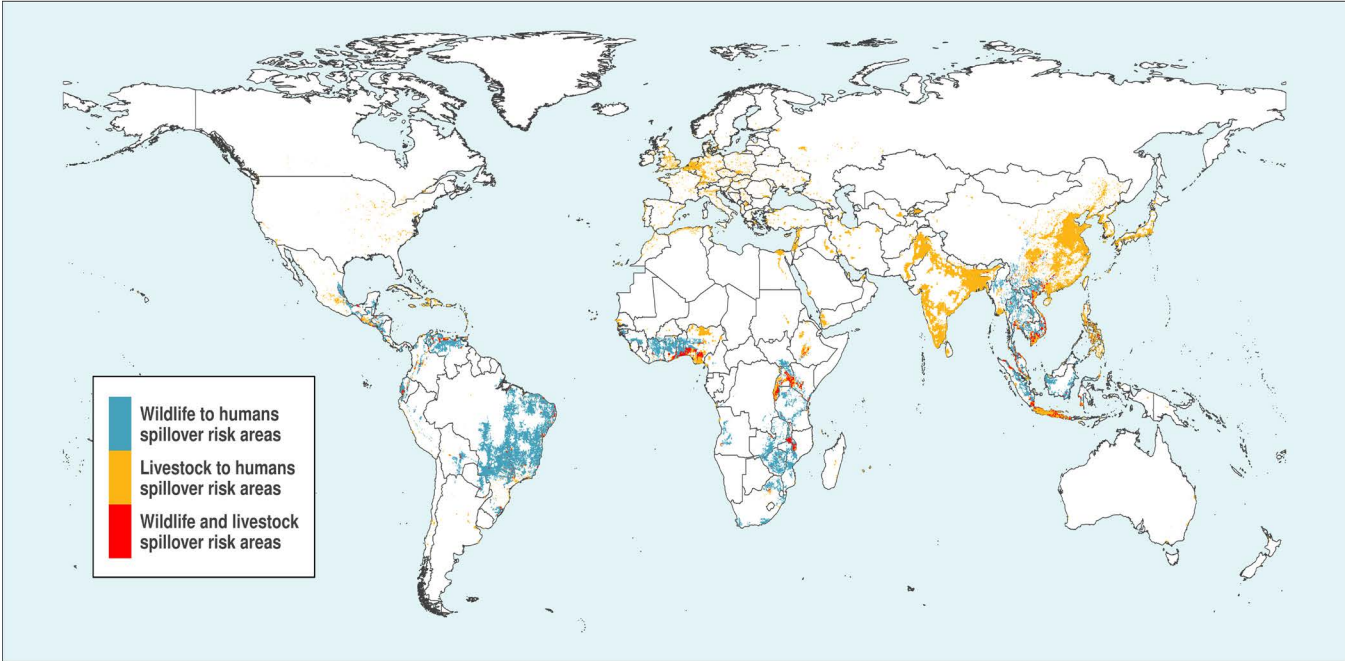 Wildlife to humans
spillover risk areas
Livestock to humans
spillover risk areas
Wildlife and livestock
spillover risk areas